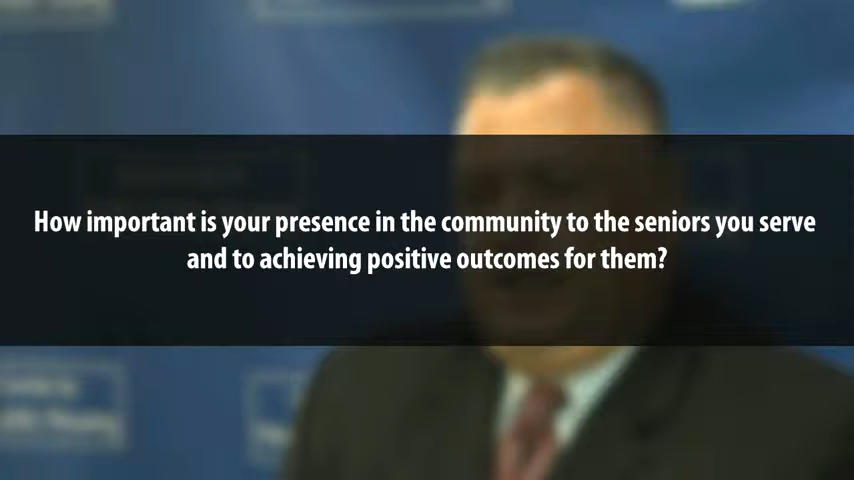 How important is your presence in the community to the seniors you serve
and to achieving positive outcomes for them?